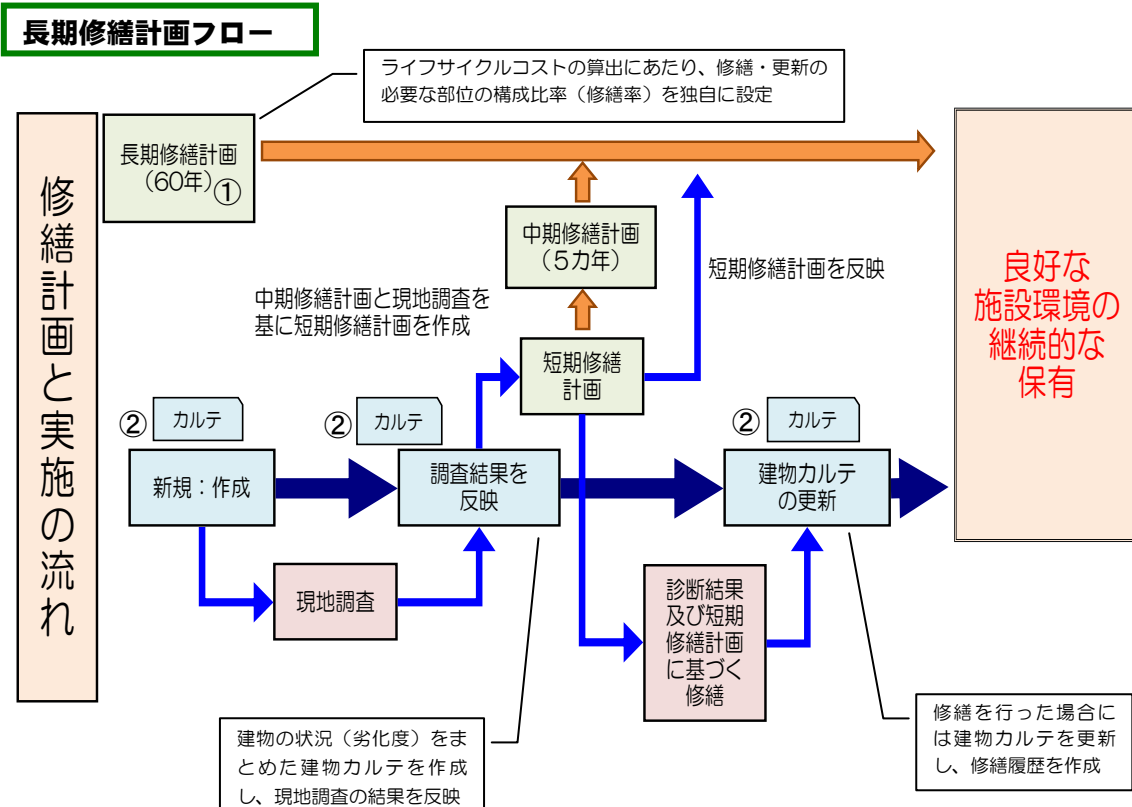 長期修繕計画フロー
ライフサイクルコストの算出にあたり、修繕・更新の
必要な部位の構成比率（修繕率）を独自に設定
修繕計画と実施の流れ
長期修繕計画
（60年）①
中期修繕計画
（５カ年）
短期修繕計画を反映
中期修繕計画と現地調査を
基に短期修繕計画を作成
短期修繕
計画
良好な
施設環境の
継続的な
保有
② カルテ
② カルテ
② カルテ
新規：作成
調査結果を
反映
建物カルテ
の更新
現地調査
診断結果
及び短期
修繕計画
に基づく
修繕
建物の状況（劣化度）をま
とめた建物カルテを作成
し、現地調査の結果を反映
修繕を行った場合に
は建物カルテを更新
し、修繕履歴を作成